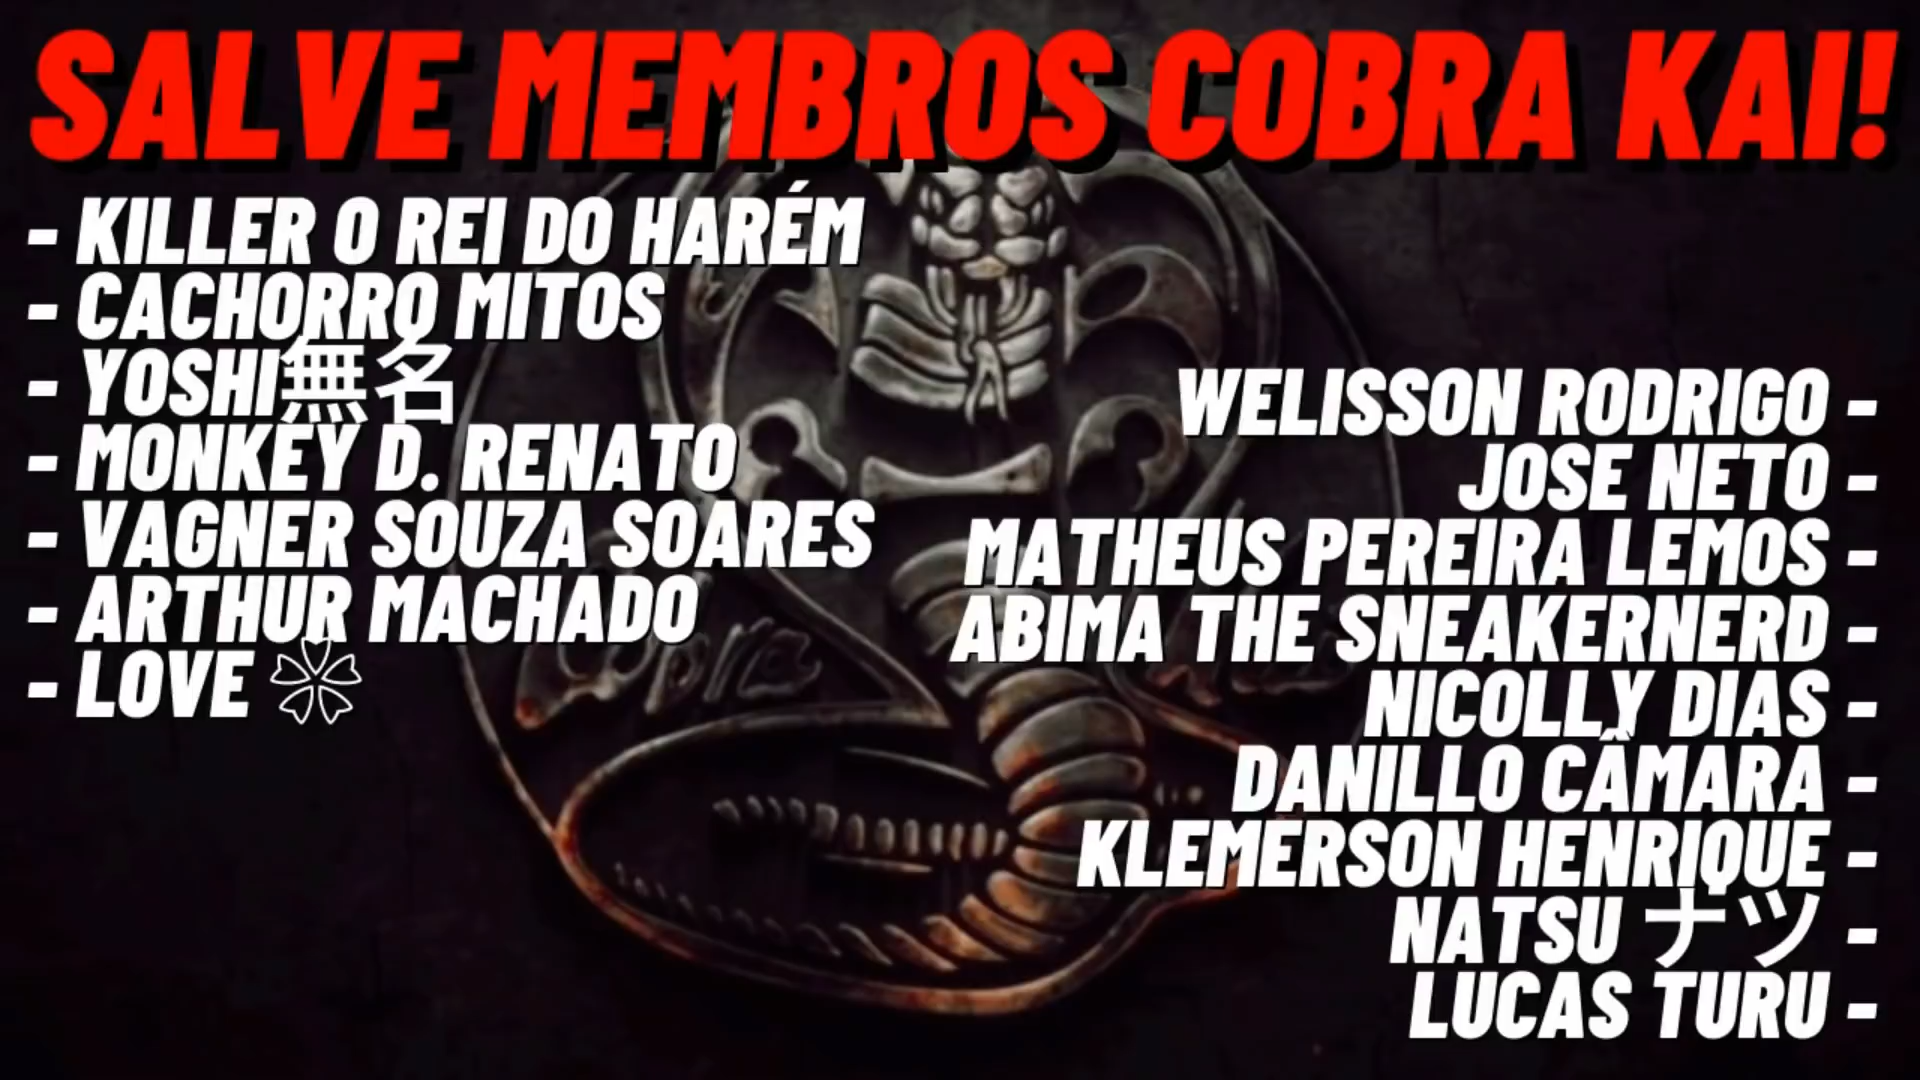 SALVE MEMBROS COBRA KAI!
- KILLER O REI DO HARÉM
- CACHORRO MITOS
- YOSHI無名
- MONKEY D. RENATO
- VAGNER SOUZA SOARES
- ARTHUR MACHADO
- LOVE
WELISSON RODRIGO -
JOSE NETO -
MATHEUS PEREIRA LEMOS -
ABIMA THE SNEAKERNERD -
NICOLLY DIAS -
DANILLO CÂMARA -
KLEMERSON HENRIQUE -
NATSU ナツ -
LUCAS TURU -
Cobra